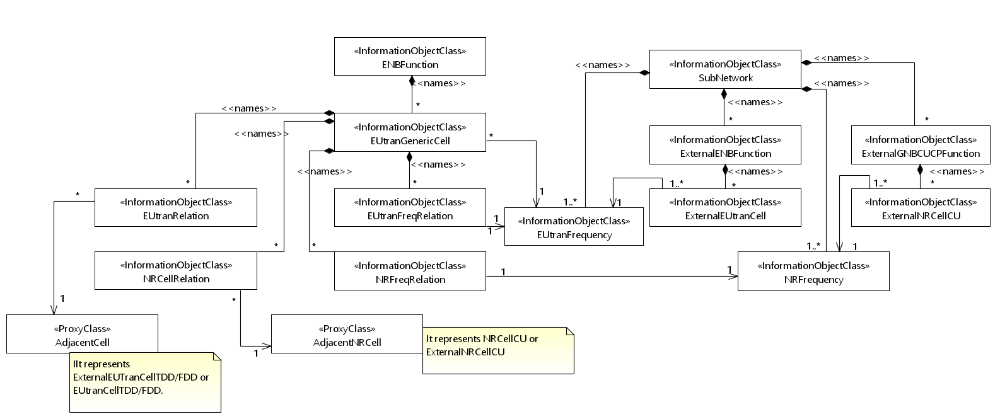 «InformationObjectClass»
ENBFunction
<<names>>
*
«InformationObjectClass»
SubNetwork
<<names>>
<<names>>
<<names>>
<<names>>
*
*
<<names>>
<<names>>
<<names>>
<<names>>
«InformationObjectClass»
EUtranGenericCell
*
1
«InformationObjectClass»
ExternalENBFunction
<<names>>
*
«InformationObjectClass»
ExternalGNBCUCPFunction
<<names>>
*
*
*
*
«InformationObjectClass»
EUtranRelation
«InformationObjectClass»
EUtranFreqRelation
1
1
1..*
1
1..*
«InformationObjectClass»
EUtranFrequency
«InformationObjectClass»
ExternalEUtranCell
1..*
«InformationObjectClass»
ExternalNRCellCU
*
*
1..*
1
«InformationObjectClass»
NRCellRelation
«InformationObjectClass»
NRFreqRelation
1
1
«InformationObjectClass»
NRFrequency
1
*
1
«ProxyClass»
AdjacentCell
IIt represents
ExternalEUTranCellTDD/FDD or
EUtranCellTDD/FDD.
«ProxyClass»
AdjacentNRCell
It represents NRCellCU or
ExternalNRCellCU